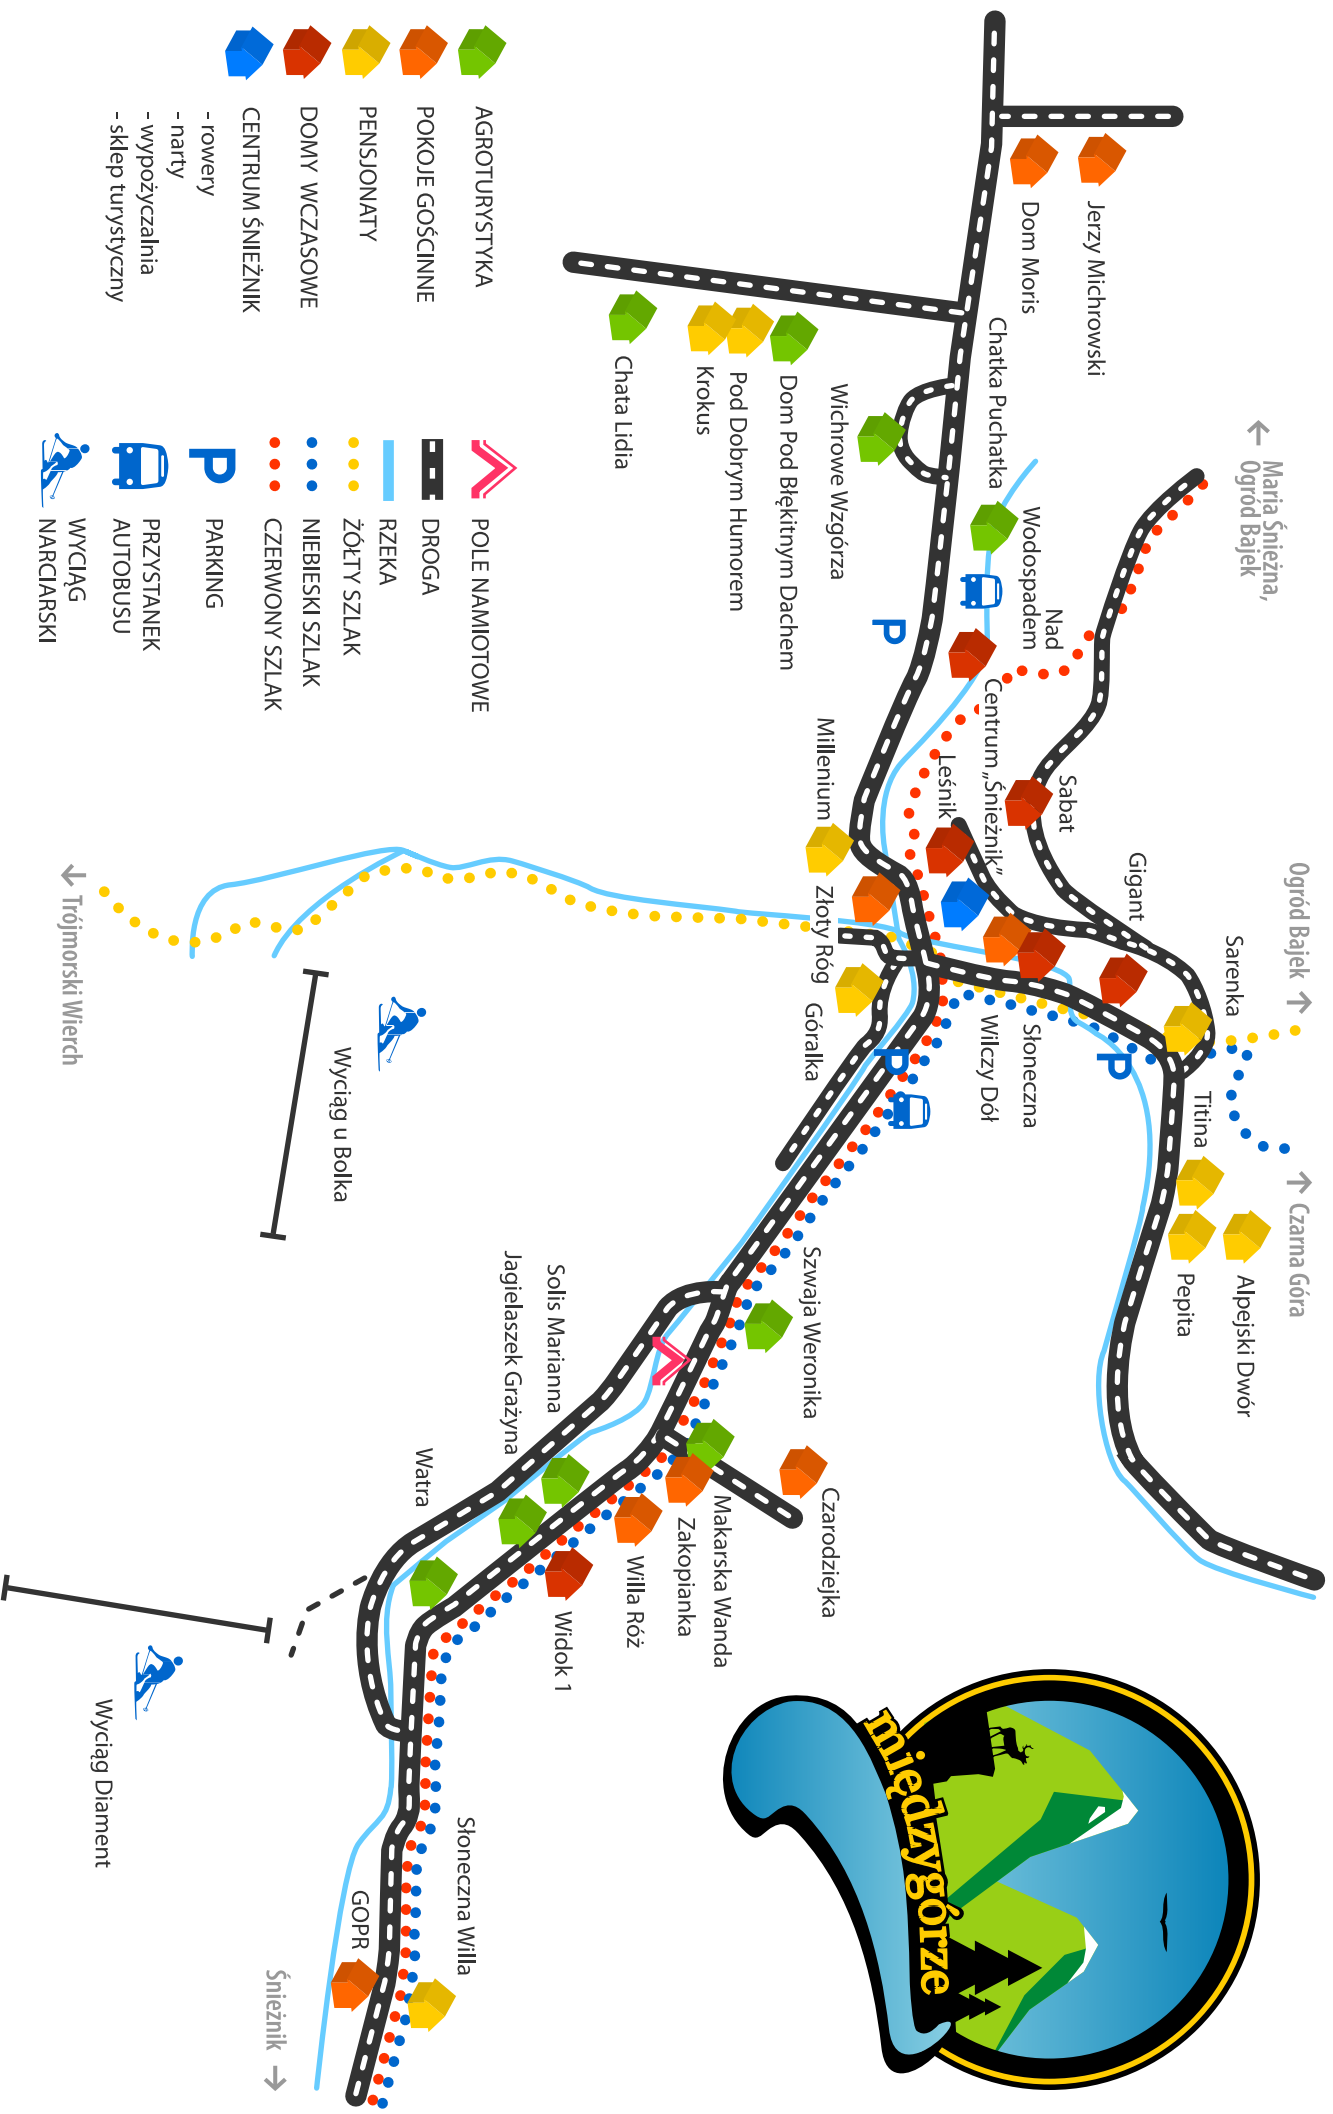 ← Maria Śnieżna,
Ogród Bajek
Ogród Bajek →
→ Czarna Góra
Jerzy Michrowski
Dom Moris
Chatka Puchatka
Nad
Wodospadem
Centrum „Śnieżnik”
Leśnik
Sabat
Gigant
Sarenka
Titina
Alpejski Dwór
Pepita
Słoneczna
Wilczy Dół
P
Wichrowe Wzgórza
P
Dom Pod Błękitnym Dachem
Pod Dobrym Humorem
Krokus
Chata Lidia
Millenium
Złoty Róg
Góralka
P
Szwaja Weronika
Czarodziejka
Makarska Wanda
Zakopianka
Willa Róż
Widok 1
Solis Marianna
Jagielaszek Grażyna
Watra
Słoneczna Willa
GOPR
Śnieżnik →
Wyciąg u Bolka
Wyciąg Diament
← Trójmorski Wierch
międzygórze
AGROTURYSTYKA
POKOJE GOŚCINNE
PENSJONATY
DOMY WCZASOWE
CENTRUM ŚNIEŻNIK
- rowery
- narty
- wypożyczalnia
- sklep turystyczny
POLE NAMIOTOWE
DROGA
RZEKA
ŻÓŁTY SZLAK
NIEBIESKI SZLAK
CZERWONY SZLAK
P
PARKING
PRZYSTANEK
AUTOBUSU
WYCIĄG
NARCIARSKI